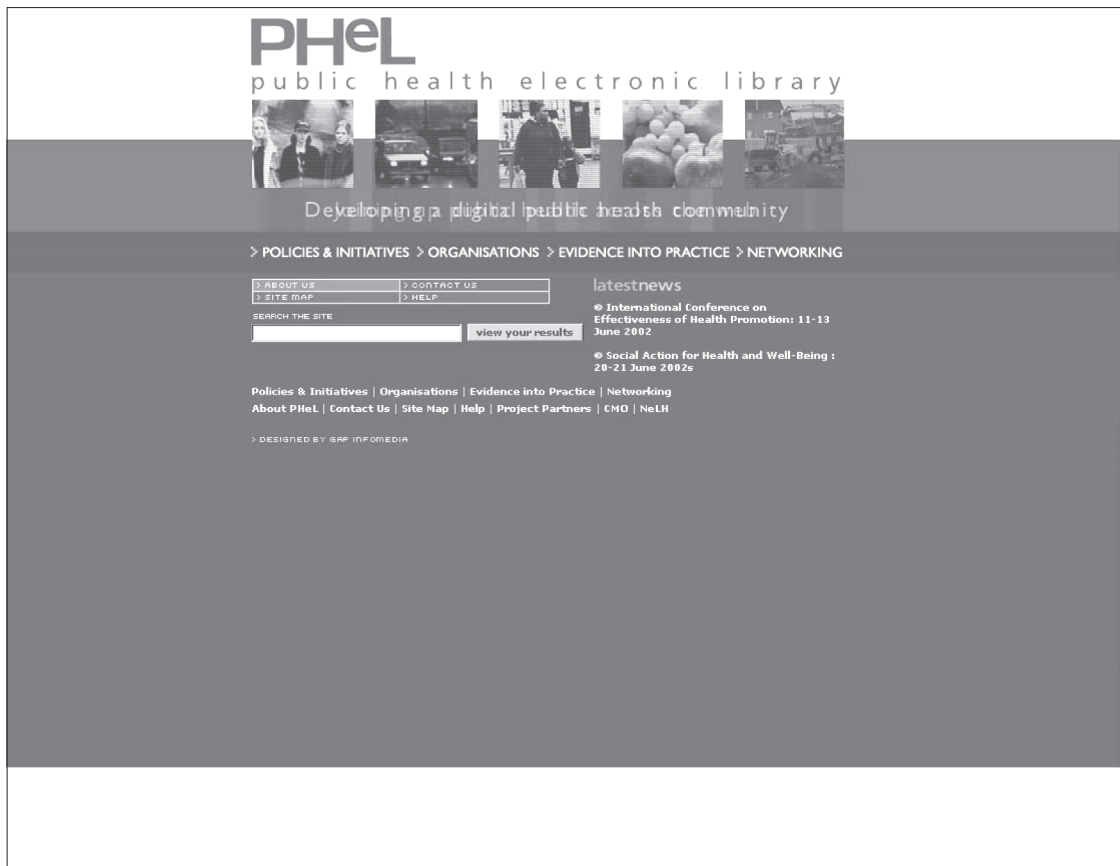 PHeL
public health electronic library
Developing a digital public health community
> POLICIES & INITIATIVES > ORGANISATIONS > EVIDENCE INTO PRACTICE > NETWORKING
> ABOUT US > CONTACT US
> SITE MAP > HELP
SEARCH THE SITE
view your results
latestnews
International Conference on
Effectiveness of Health Promotion: 11-13
June 2002
Social Action for Health and Well-Being :
20-21 June 2002s
Policies & Initiatives | Organisations | Evidence into Practice | Networking
About PHeL | Contact Us | Site Map | Help | Project Partners | CMO | NeLH
> DESIGNED BY GAP INFOMEDIA